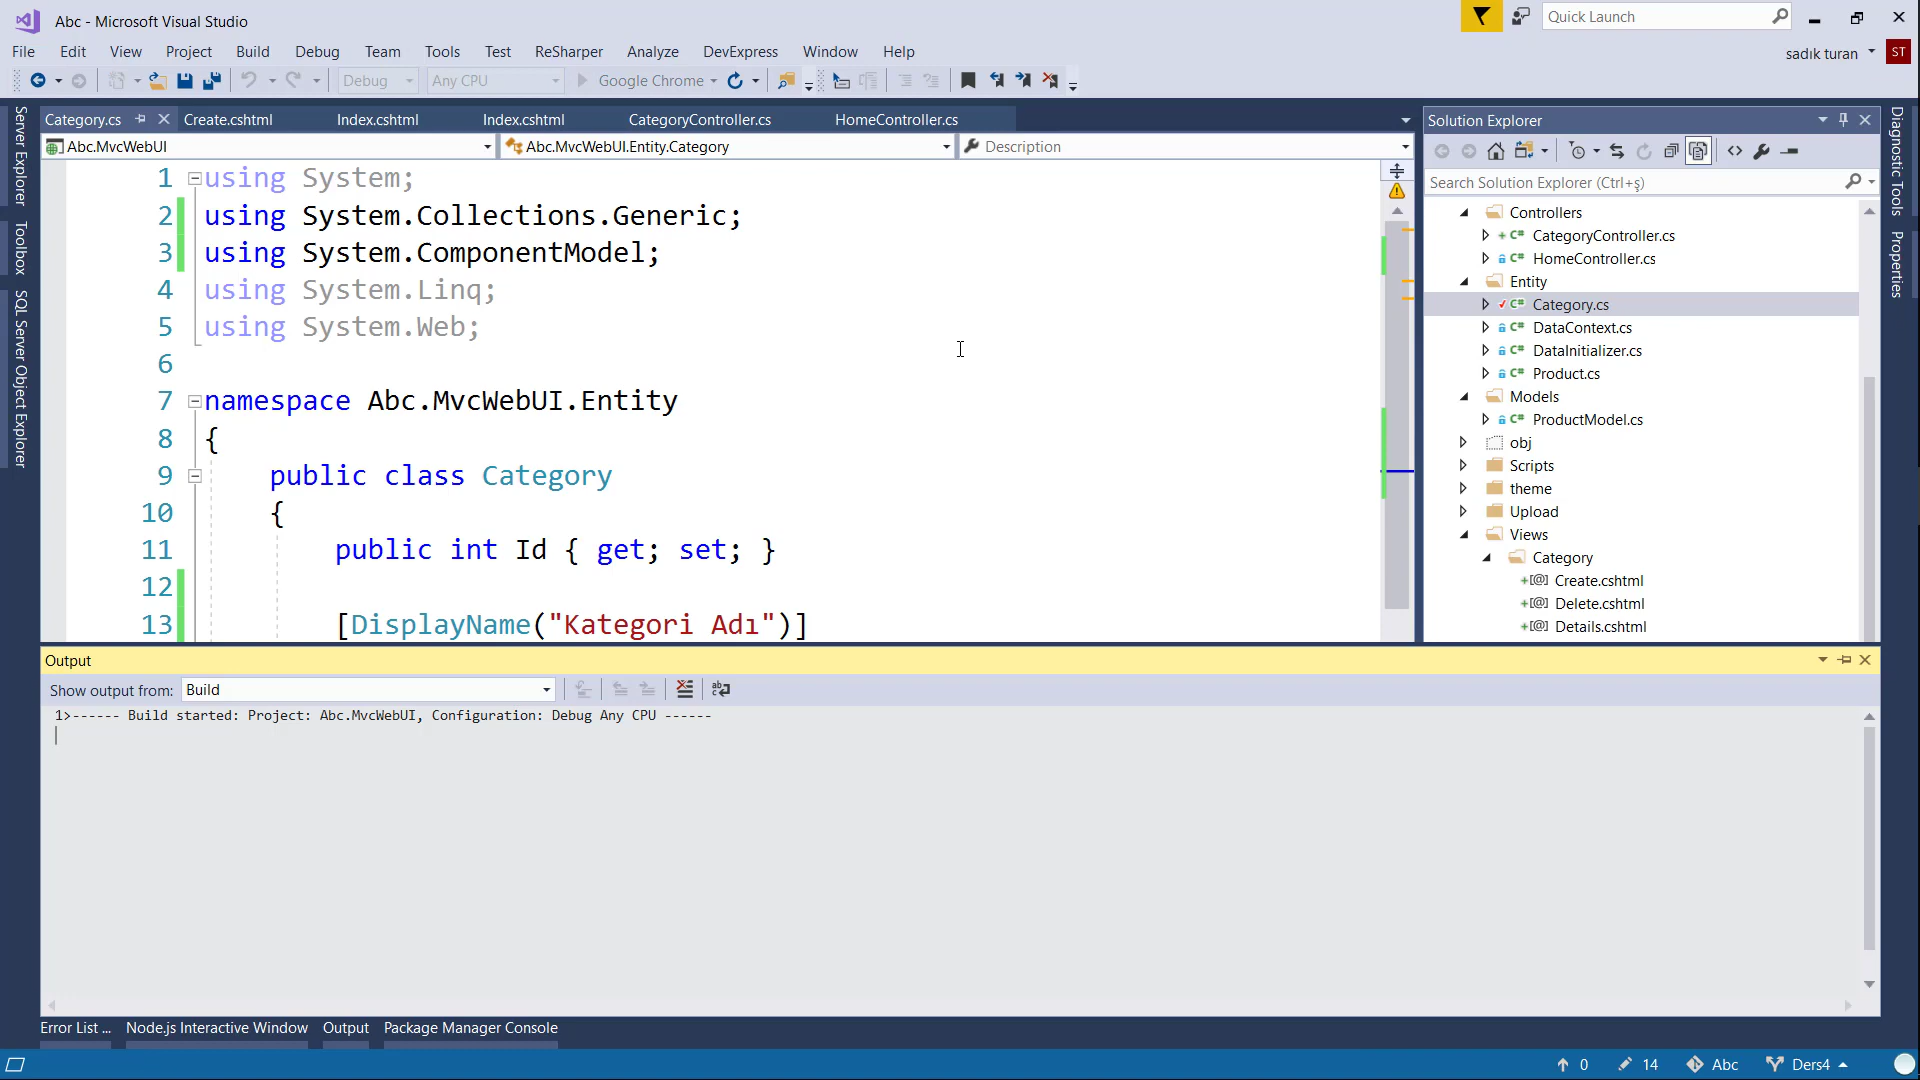 Abc - Microsoft Visual Studio
Quick Launch
File Edit View Project Build Debug Team Tools Test ReSharper Analyze DevExpress Window Help
sadık turan ST
Debug Any CPU Google Chrome
Server Explorer
Toolbox
SQL Server Object Explorer
Category.cs Create.cshtml Index.cshtml Index.cshtml CategoryController.cs HomeController.cs
Abc.MvcWebUI Abc.MvcWebUI.Entity.Category Description
1 using System;
2 using System.Collections.Generic;
3 using System.ComponentModel;
4 using System.Linq;
5 using System.Web;
6
7 namespace Abc.MvcWebUI.Entity
8 {
9 public class Category
10 {
11 public int Id { get; set; }
12
13 [DisplayName("Kategori Adı")]
Solution Explorer
Search Solution Explorer (Ctrl+ş)
Controllers
C# CategoryController.cs
C# HomeController.cs
Entity
C# Category.cs
C# DataContext.cs
C# DataInitializer.cs
C# Product.cs
Models
C# ProductModel.cs
obj
Scripts
theme
Upload
Views
Category
[@] Create.cshtml
[@] Delete.cshtml
[@] Details.cshtml
Diagnostic Tools
Properties
Output
Show output from: Build
1>------ Build started: Project: Abc.MvcWebUI, Configuration: Debug Any CPU ------
Error List ... Node.js Interactive Window Output Package Manager Console
0 14 Abc Ders4